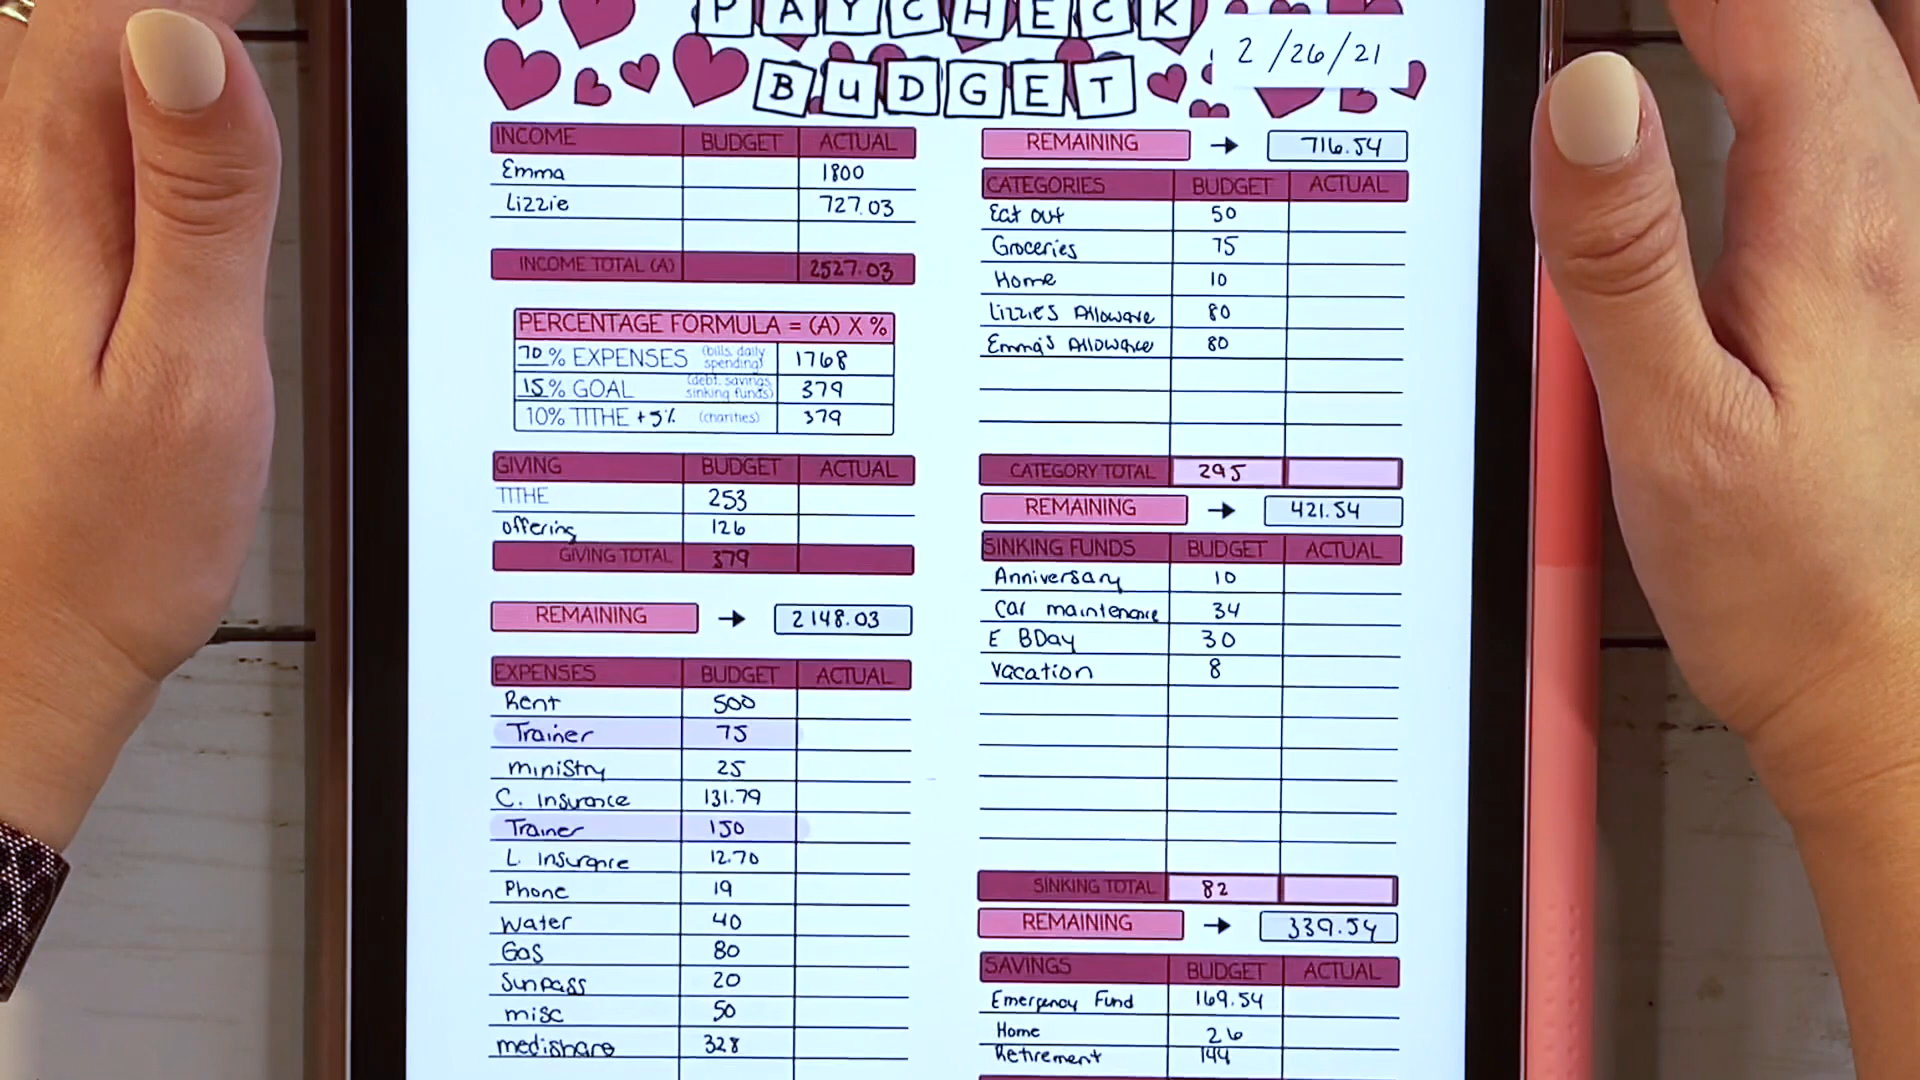 PAYCHECK
BUDGET
2/26/21
INCOME BUDGET ACTUAL
Emma 1800
Lizzie 727.03
INCOME TOTAL (A) 2527.03
PERCENTAGE FORMULA = (A) X %
70% EXPENSES (bills, daily spending) 1768
15% GOAL (debt, savings, sinking funds) 379
10% TITHE +5% (charities) 379
GIVING BUDGET ACTUAL
TITHE 253
offering 126
GIVING TOTAL 379
REMAINING → 2148.03
EXPENSES BUDGET ACTUAL
Rent 500
Trainer 75
ministry 25
C. Insurance 131.79
Trainer 150
L. Insurance 12.70
Phone 19
Water 40
Gas 80
Sunpass 20
misc 50
medishare 328
REMAINING → 716.54
CATEGORIES BUDGET ACTUAL
Eat out 50
Groceries 75
Home 10
Lizzie's Allowance 80
Emma's Allowance 80
CATEGORY TOTAL 295
REMAINING → 421.54
SINKING FUNDS BUDGET ACTUAL
Anniversary 10
Car maintenance 34
E BDay 30
Vacation 8
SINKING TOTAL 82
REMAINING → 339.54
SAVINGS BUDGET ACTUAL
Emergency Fund 169.54
Home 26
Retirement 144